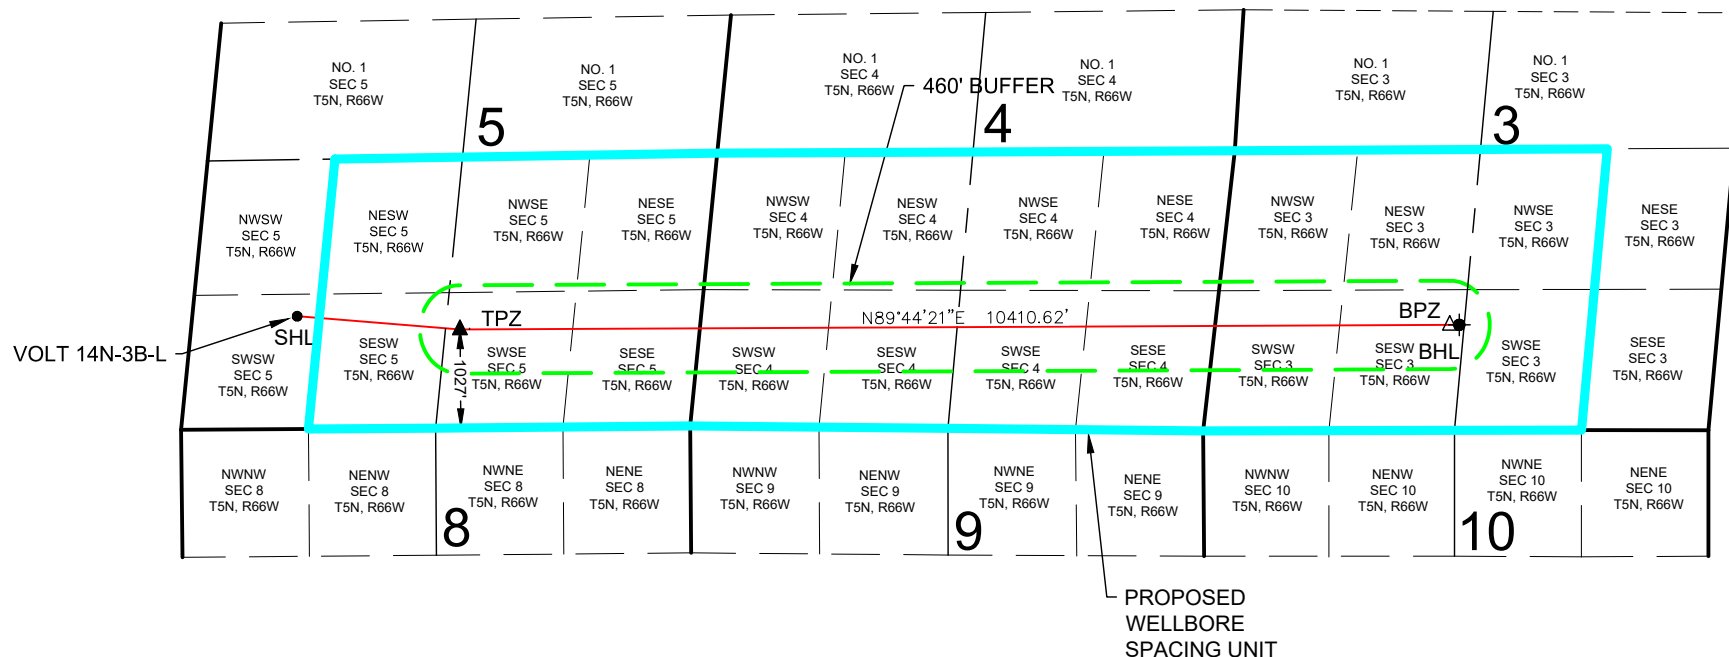 NO. 1
SEC 5
T5N, R66W
NO. 1
SEC 5
T5N, R66W
NO. 1
SEC 4
T5N, R66W
NO. 1
SEC 4
T5N, R66W
NO. 1
SEC 3
T5N, R66W
NO. 1
SEC 3
T5N, R66W
460' BUFFER
5
4
3
NWSW
SEC 5
T5N, R66W
NESW
SEC 5
T5N, R66W
NWSE
SEC 5
T5N, R66W
NESE
SEC 5
T5N, R66W
NWSW
SEC 4
T5N, R66W
NESW
SEC 4
T5N, R66W
NWSE
SEC 4
T5N, R66W
NESE
SEC 4
T5N, R66W
NWSW
SEC 3
T5N, R66W
NESW
SEC 3
T5N, R66W
NWSE
SEC 3
T5N, R66W
NESE
SEC 3
T5N, R66W
VOLT 14N-3B-L
SHL
TPZ
N89°44'21"E 10410.62'
BPZ
BHL
1027'
SWSW
SEC 5
T5N, R66W
SESW
SEC 5
T5N, R66W
SWSE
SEC 5
T5N, R66W
SESE
SEC 5
T5N, R66W
SWSW
SEC 4
T5N, R66W
SESW
SEC 4
T5N, R66W
SWSE
SEC 4
T5N, R66W
SESE
SEC 4
T5N, R66W
SWSW
SEC 3
T5N, R66W
SESW
SEC 3
T5N, R66W
SWSE
SEC 3
T5N, R66W
SESE
SEC 3
T5N, R66W
NWNW
SEC 8
T5N, R66W
NENW
SEC 8
T5N, R66W
NWNE
SEC 8
T5N, R66W
NENE
SEC 8
T5N, R66W
NWNW
SEC 9
T5N, R66W
NENW
SEC 9
T5N, R66W
NWNE
SEC 9
T5N, R66W
NENE
SEC 9
T5N, R66W
NWNW
SEC 10
T5N, R66W
NENW
SEC 10
T5N, R66W
NWNE
SEC 10
T5N, R66W
NENE
SEC 10
T5N, R66W
8
9
10
PROPOSED
WELLBORE
SPACING UNIT